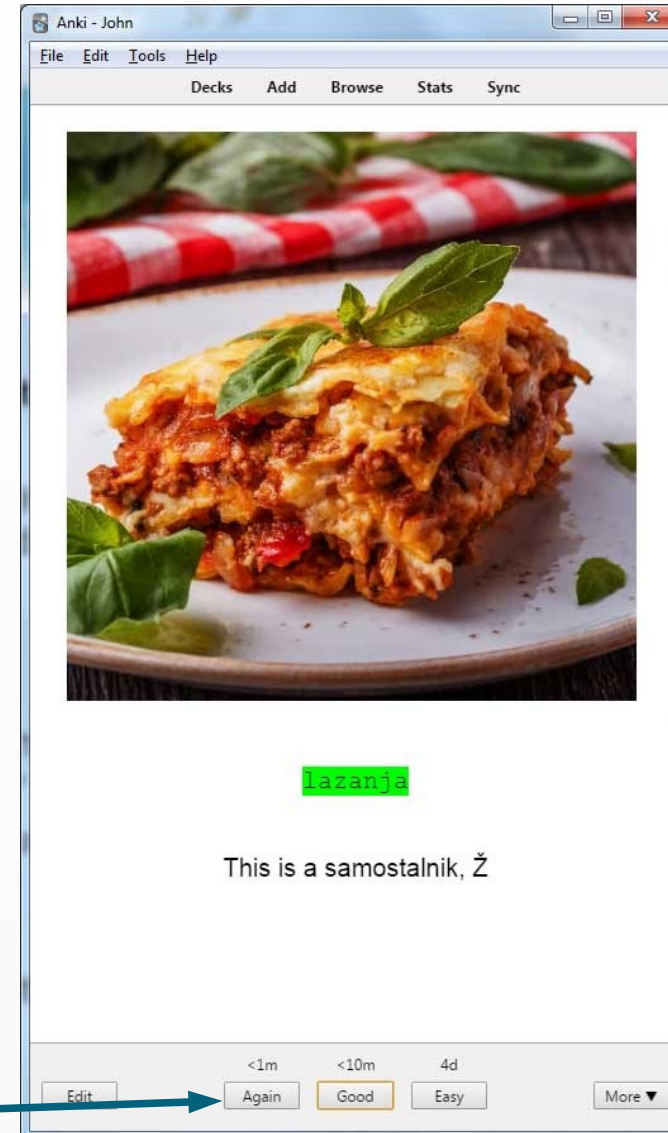 Anki - John
File Edit Tools Help
Decks Add Browse Stats Sync
lazanja
This is a samostalnik, Ž
<1m <10m 4d
Edit Again Good Easy More ▼